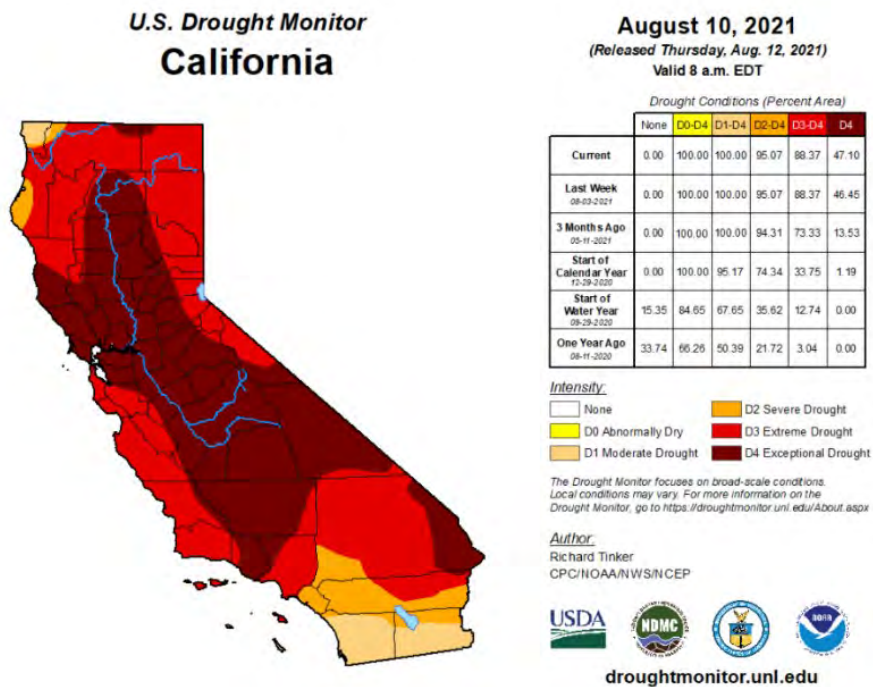 U.S. Drought Monitor
California
August 10, 2021
(Released Thursday, Aug. 12, 2021)
Valid 8 a.m. EDT
Drought Conditions (Percent Area)
None D0-D4 D1-D4 D2-D4 D3-D4 D4
Current 0.00 100.00 100.00 95.07 88.37 47.10
Last Week
08-03-2021 0.00 100.00 100.00 95.07 88.37 46.45
3 Months Ago
05-11-2021 0.00 100.00 100.00 94.31 73.33 13.53
Start of
Calendar Year
12-29-2020 0.00 100.00 95.17 74.34 33.75 1.19
Start of
Water Year
09-29-2020 15.35 84.65 67.65 35.62 12.74 0.00
One Year Ago
08-11-2020 33.74 66.26 50.39 21.72 3.04 0.00
Intensity:
None
D0 Abnormally Dry
D1 Moderate Drought
D2 Severe Drought
D3 Extreme Drought
D4 Exceptional Drought
The Drought Monitor focuses on broad-scale conditions.
Local conditions may vary. For more information on the
Drought Monitor, go to https://droughtmonitor.unl.edu/About.aspx
Author:
Richard Tinker
CPC/NOAA/NWS/NCEP
USDA
NDMC
NOAA
droughtmonitor.unl.edu